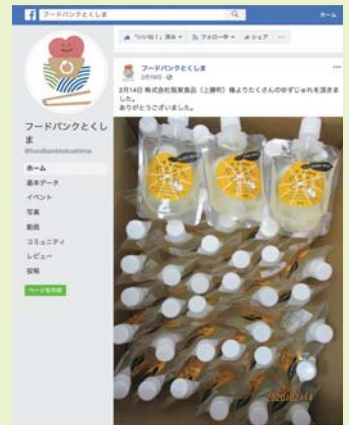 フードバンクとくしま
ホーム
"いいね！" 済み
フォロー中
シェア
フードバンクとくしま
2月19日
2月14日 株式会社阪東食品（上勝町）様よりたくさんのゆずじゅれを頂きま
した。
ありがとうございました。
フードバンクとくし
ま
@foodbanktokushima
ホーム
基本データ
イベント
写真
動画
コミュニティ
レビュー
投稿
ページを作成
2020/02/14